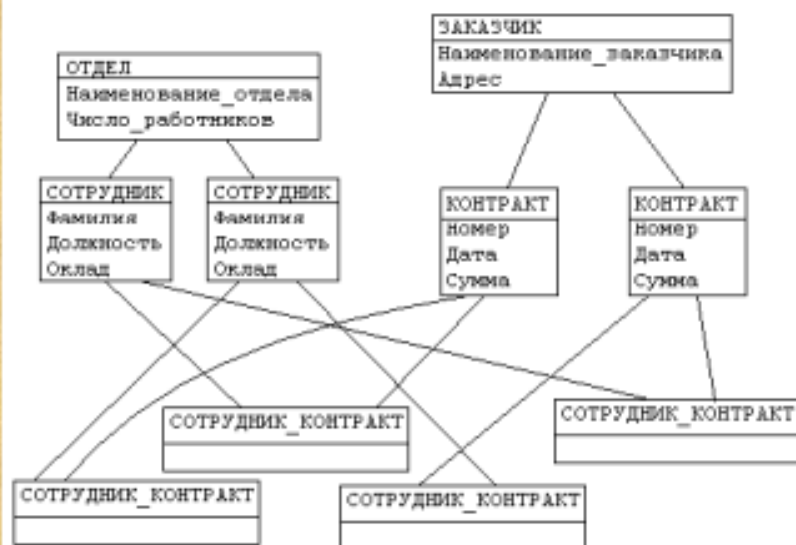 ЗАКАЗЧИК
Наименование_заказчика
Адрес
ОТДЕЛ
Наименование_отдела
Число_работников
СОТРУДНИК
Фамилия
Должность
Оклад
СОТРУДНИК
Фамилия
Должность
Оклад
КОНТРАКТ
Номер
Дата
Сумма
КОНТРАКТ
Номер
Дата
Сумма
СОТРУДНИК_КОНТРАКТ
СОТРУДНИК_КОНТРАКТ
СОТРУДНИК_КОНТРАКТ
СОТРУДНИК_КОНТРАКТ